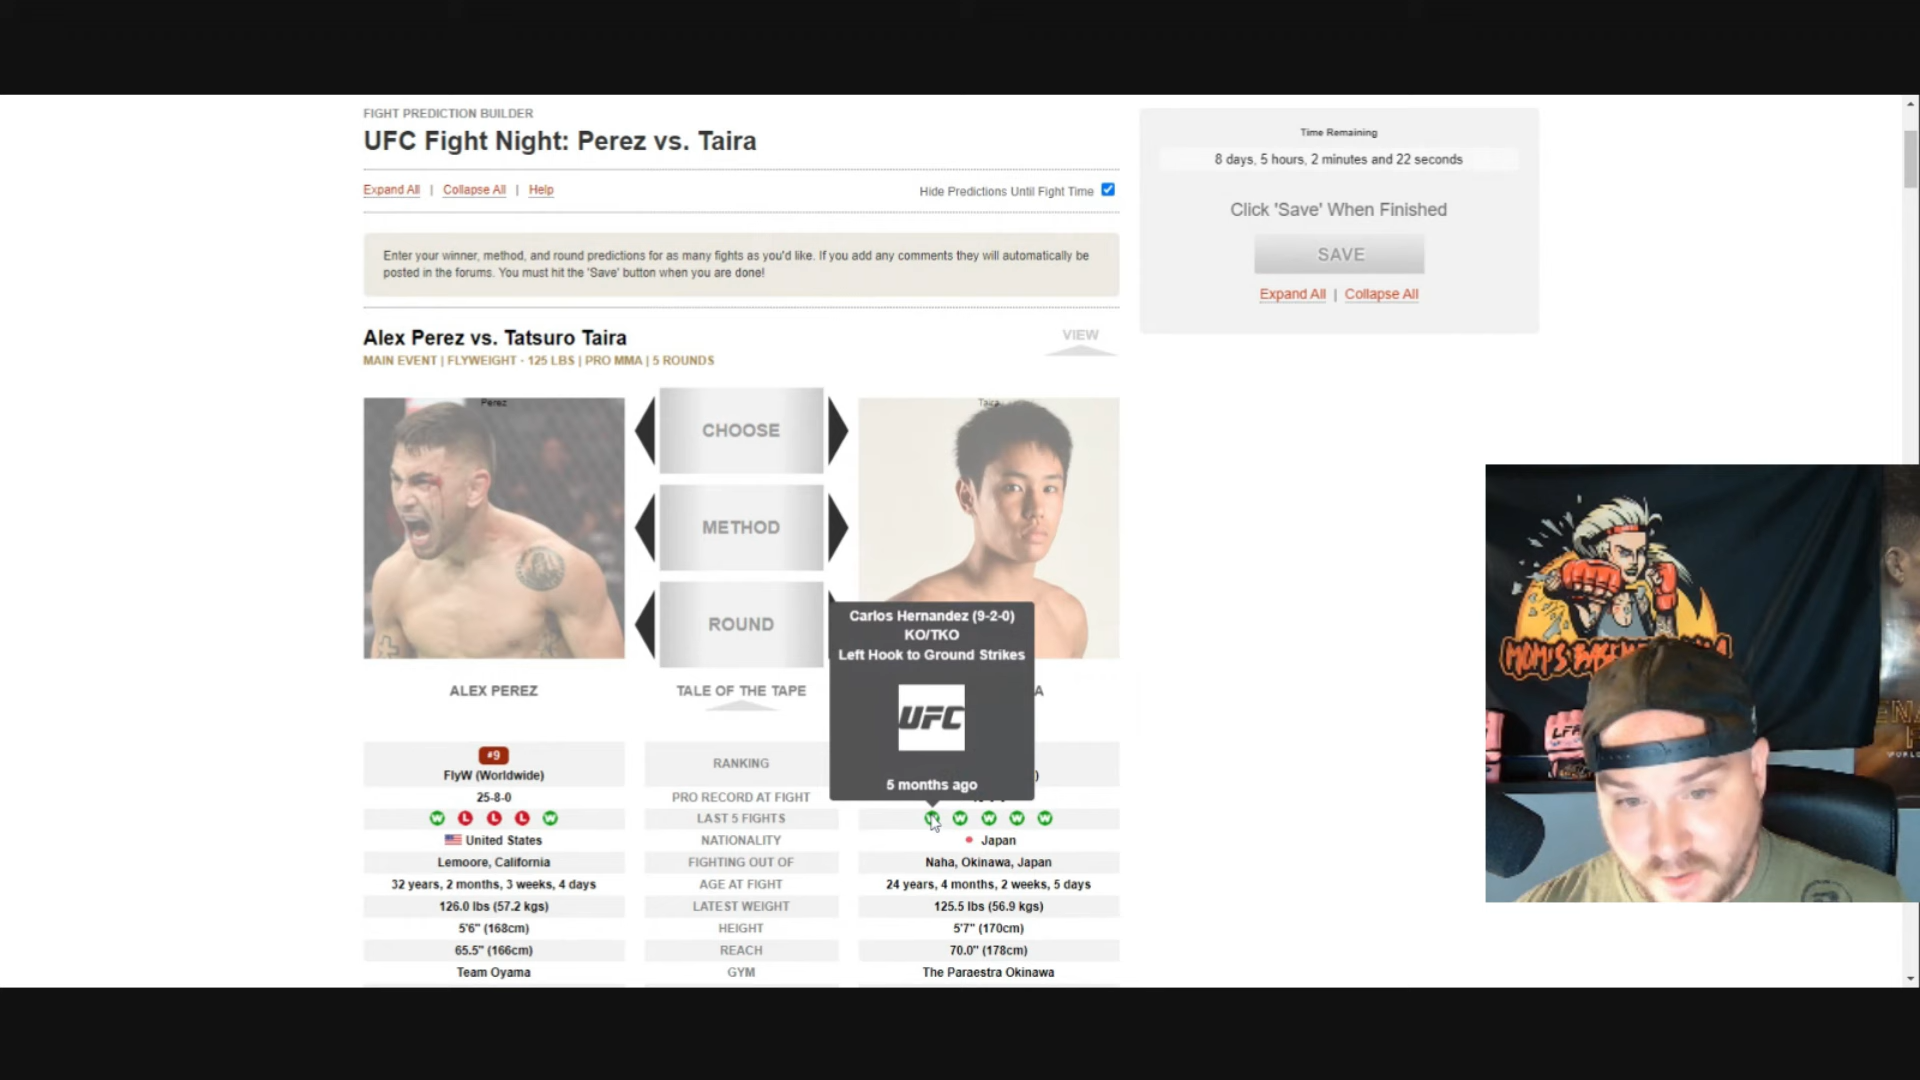 FIGHT PREDICTION BUILDER
UFC Fight Night: Perez vs. Taira
Expand All | Collapse All | Help
Hide Predictions Until Fight Time
Enter your winner, method, and round predictions for as many fights as you'd like. If you add any comments they will automatically be
posted in the forums. You must hit the 'Save' button when you are done!
Time Remaining
8 days, 5 hours, 2 minutes and 22 seconds
Click 'Save' When Finished
SAVE
Expand All | Collapse All
Alex Perez vs. Tatsuro Taira
VIEW
MAIN EVENT | FLYWEIGHT · 125 LBS | PRO MMA | 5 ROUNDS
Perez
Taira
CHOOSE
METHOD
ROUND
Carlos Hernandez (9-2-0)
KO/TKO
Left Hook to Ground Strikes
UFC
5 months ago
ALEX PEREZ
TALE OF THE TAPE
A
#9
FlyW (Worldwide)
RANKING
)
25-8-0
PRO RECORD AT FIGHT
W L L L W
LAST 5 FIGHTS
W W W W W
United States
NATIONALITY
Japan
Lemoore, California
FIGHTING OUT OF
Naha, Okinawa, Japan
32 years, 2 months, 3 weeks, 4 days
AGE AT FIGHT
24 years, 4 months, 2 weeks, 5 days
126.0 lbs (57.2 kgs)
LATEST WEIGHT
125.5 lbs (56.9 kgs)
5'6" (168cm)
HEIGHT
5'7" (170cm)
65.5" (166cm)
REACH
70.0" (178cm)
Team Oyama
GYM
The Paraestra Okinawa
MOM'S
LFA